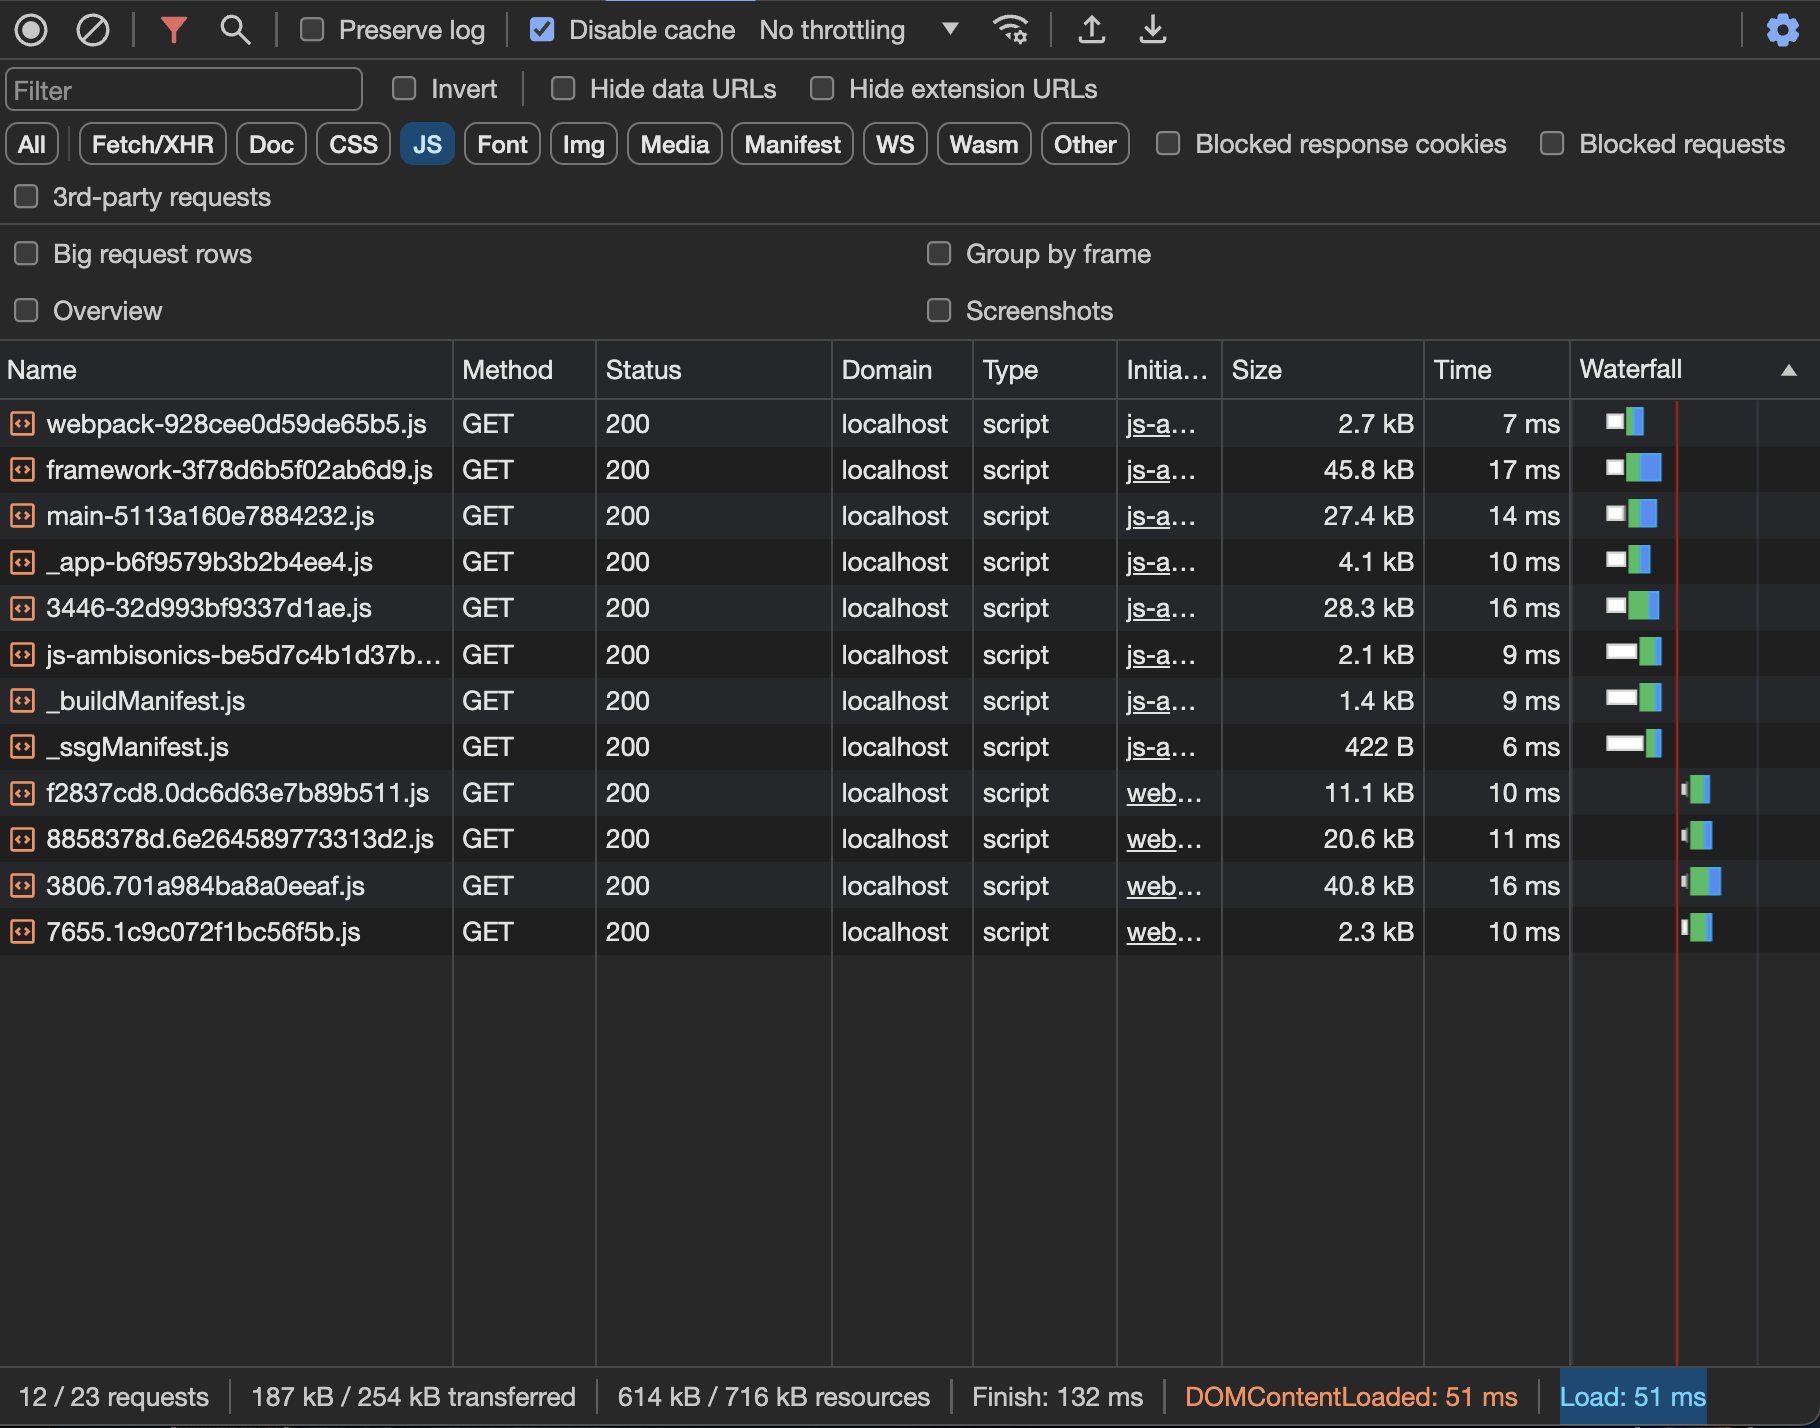 Preserve log Disable cache No throttling
Filter Invert Hide data URLs Hide extension URLs
All Fetch/XHR Doc CSS JS Font Img Media Manifest WS Wasm Other Blocked response cookies Blocked requests
3rd-party requests
Big request rows Group by frame
Overview Screenshots
Name Method Status Domain Type Initia... Size Time Waterfall
webpack-928cee0d59de65b5.js GET 200 localhost script js-a... 2.7 kB 7 ms
framework-3f78d6b5f02ab6d9.js GET 200 localhost script js-a... 45.8 kB 17 ms
main-5113a160e7884232.js GET 200 localhost script js-a... 27.4 kB 14 ms
_app-b6f9579b3b2b4ee4.js GET 200 localhost script js-a... 4.1 kB 10 ms
3446-32d993bf9337d1ae.js GET 200 localhost script js-a... 28.3 kB 16 ms
js-ambisonics-be5d7c4b1d37b... GET 200 localhost script js-a... 2.1 kB 9 ms
_buildManifest.js GET 200 localhost script js-a... 1.4 kB 9 ms
_ssgManifest.js GET 200 localhost script js-a... 422 B 6 ms
f2837cd8.0dc6d63e7b89b511.js GET 200 localhost script web... 11.1 kB 10 ms
8858378d.6e264589773313d2.js GET 200 localhost script web... 20.6 kB 11 ms
3806.701a984ba8a0eeaf.js GET 200 localhost script web... 40.8 kB 16 ms
7655.1c9c072f1bc56f5b.js GET 200 localhost script web... 2.3 kB 10 ms
12 / 23 requests 187 kB / 254 kB transferred 614 kB / 716 kB resources Finish: 132 ms DOMContentLoaded: 51 ms Load: 51 ms